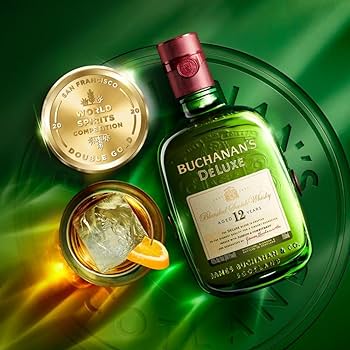 SAN FRANCISCO
WORLD
SPIRITS
COMPETITION
20 20
DOUBLE GOLD
BUCHANAN'S
DELUXE
Blended Scotch Whisky
AGED 12 YEARS
JAMES BUCHANAN & CO.
SCOTLAND